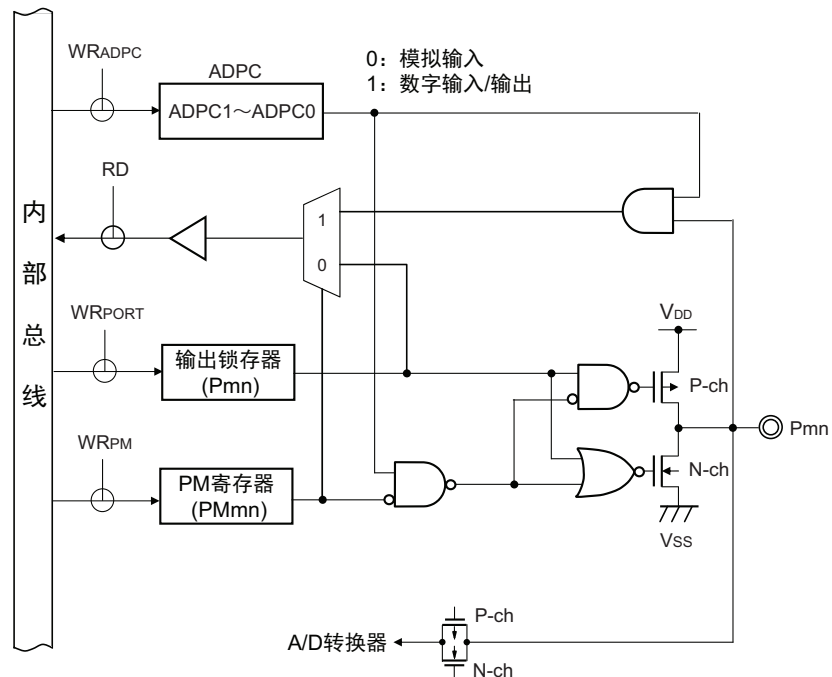 WRADPC
ADPC
ADPC1～ADPC0
0：模拟输入
1：数字输入/输出
RD
1
0
内部总线
WRPORT
输出锁存器
(Pmn)
VDD
P-ch
Pmn
N-ch
VSS
WRPM
PM寄存器
(PMmn)
P-ch
A/D转换器
N-ch